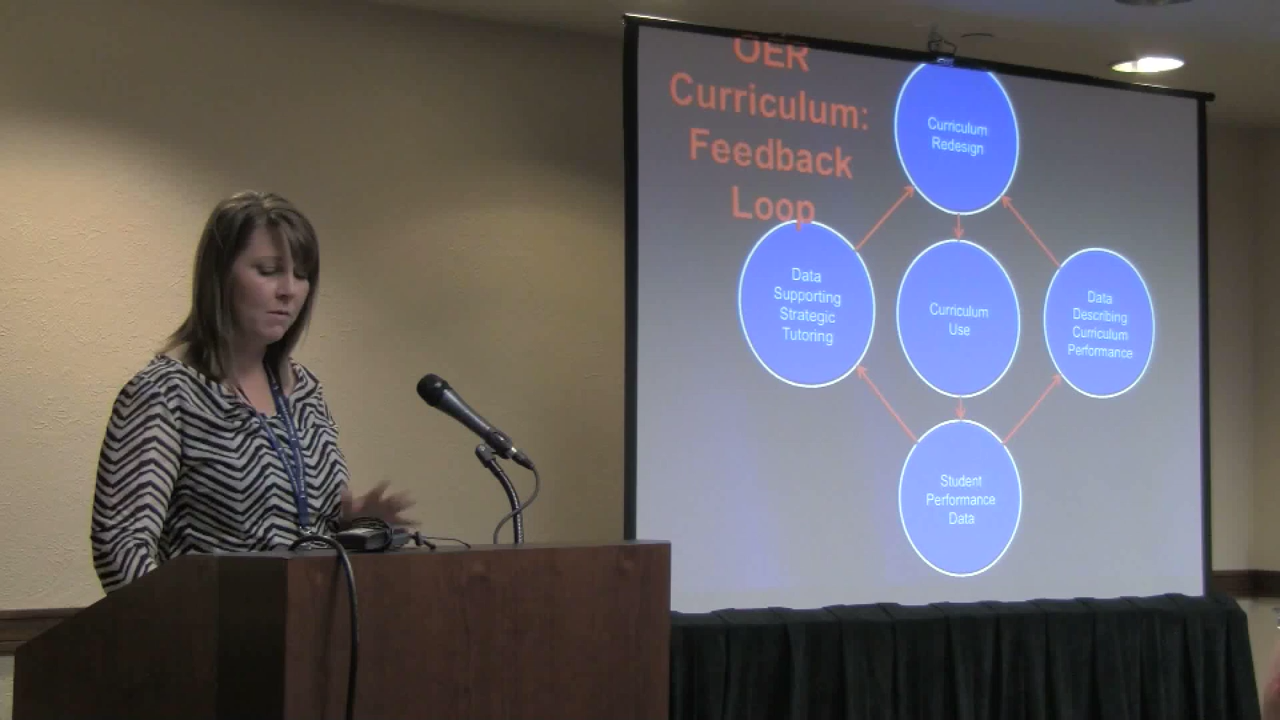 OER
Curriculum:
Feedback
Loop
Curriculum
Redesign
Data
Supporting
Strategic
Tutoring
Curriculum
Use
Data
Describing
Curriculum
Performance
Student
Performance
Data